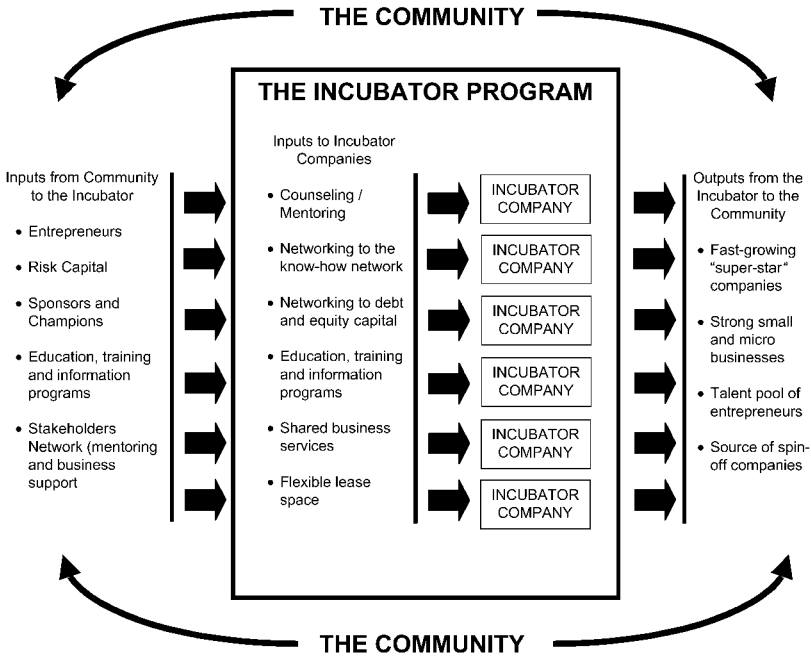 THE COMMUNITY
THE INCUBATOR PROGRAM
Inputs from Community
to the Incubator
• Entrepreneurs
• Risk Capital
• Sponsors and
Champions
• Education, training
and information
programs
• Stakeholders
Network (mentoring
and business
support
Inputs to Incubator
Companies
• Counseling /
Mentoring
• Networking to the
know-how network
• Networking to debt
and equity capital
• Education, training
and information
programs
• Shared business
services
• Flexible lease
space
INCUBATOR
COMPANY
INCUBATOR
COMPANY
INCUBATOR
COMPANY
INCUBATOR
COMPANY
INCUBATOR
COMPANY
INCUBATOR
COMPANY
Outputs from the
Incubator to the
Community
• Fast-growing
“super-star“
companies
• Strong small
and micro
businesses
• Talent pool of
entrepreneurs
• Source of spin-
off companies
THE COMMUNITY